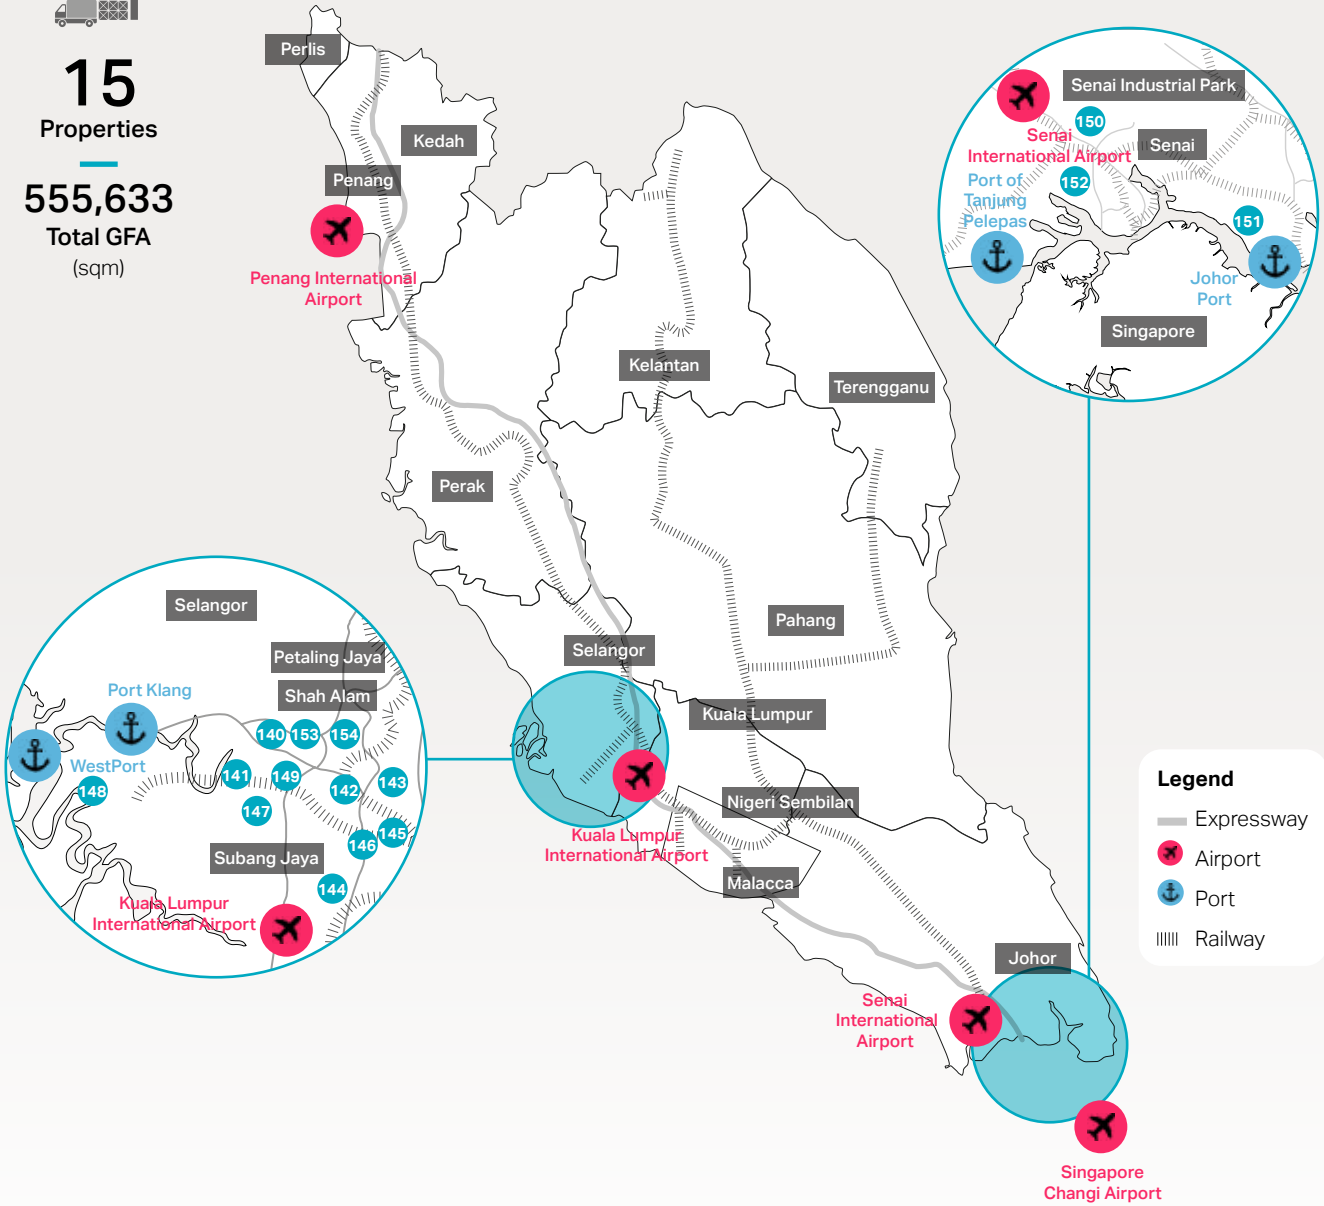 15
Properties
555,633
Total GFA
(sqm)
Perlis
Kedah
Penang
Penang International
Airport
Kelantan
Terengganu
Perak
Pahang
Selangor
Kuala Lumpur
Nigeri Sembilan
Kuala Lumpur
International Airport
Malacca
Johor
Senai
International
Airport
Singapore
Changi Airport
Senai Industrial Park
150
Senai
International Airport
Senai
152
Port of
Tanjung
Pelepas
151
Johor
Port
Singapore
Selangor
Petaling Jaya
Shah Alam
Port Klang
140
153
154
WestPort
148
141
149
142
143
147
145
146
Subang Jaya
144
Kuala Lumpur
International Airport
Legend
Expressway
Airport
Port
Railway